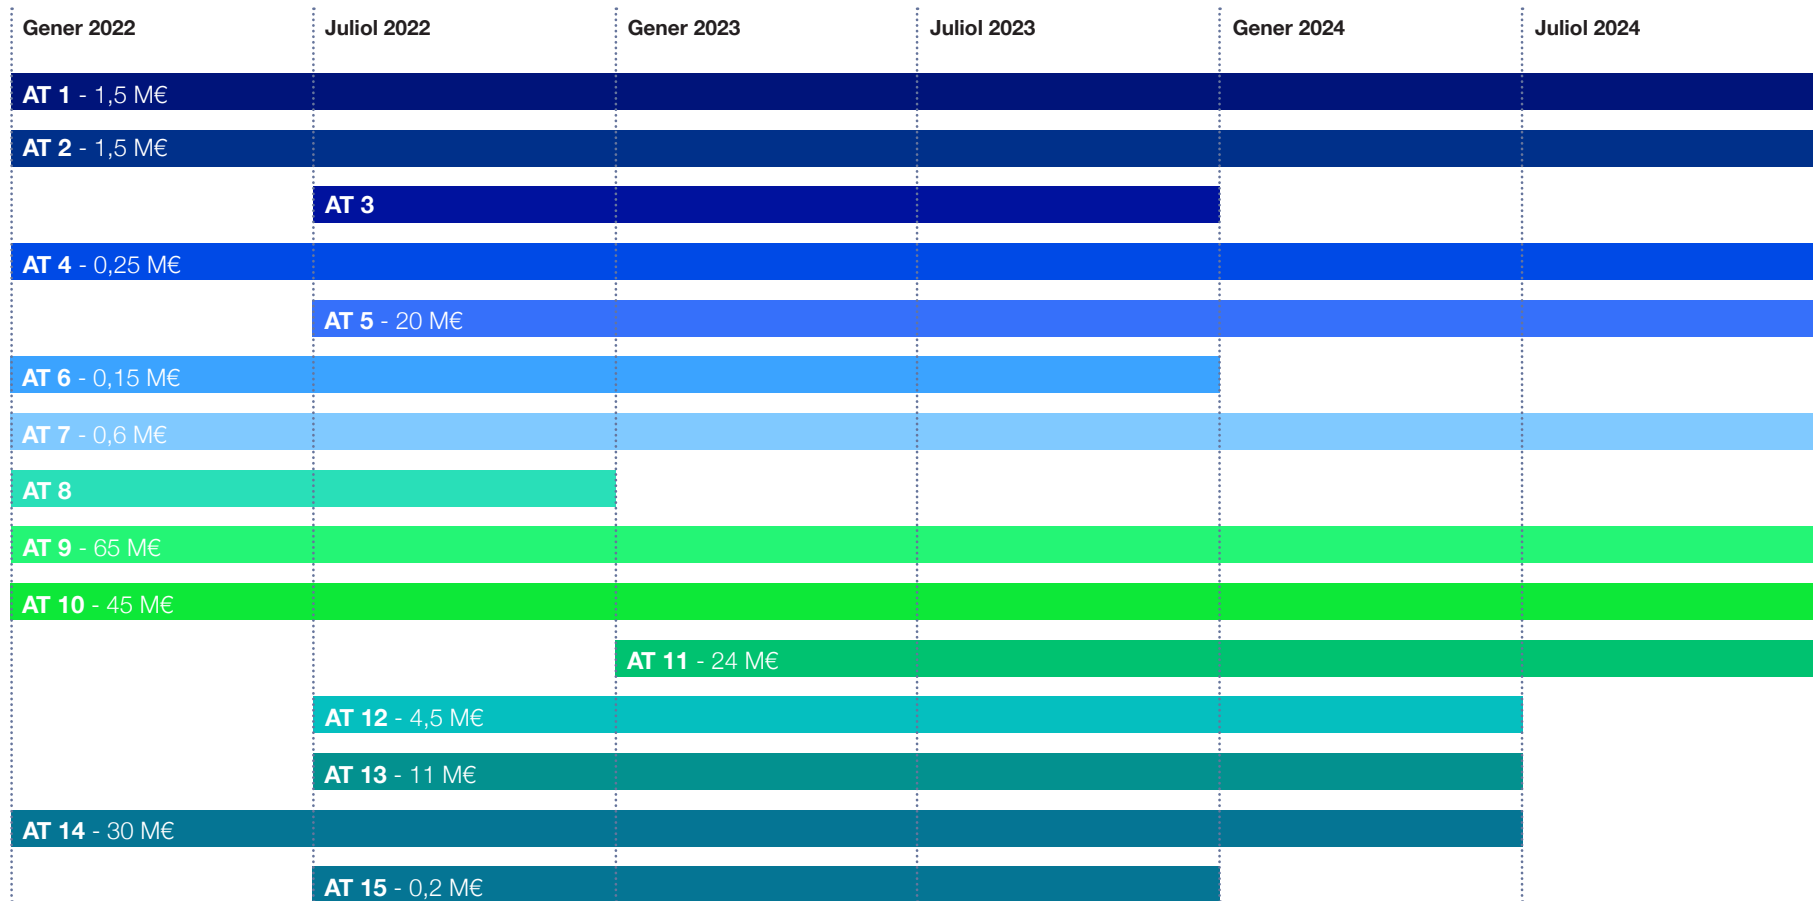 Gener 2022 Juliol 2022 Gener 2023 Juliol 2023 Gener 2024 Juliol 2024
AT 1 - 1,5 M€
AT 2 - 1,5 M€
AT 3
AT 4 - 0,25 M€
AT 5 - 20 M€
AT 6 - 0,15 M€
AT 7 - 0,6 M€
AT 8
AT 9 - 65 M€
AT 10 - 45 M€
AT 11 - 24 M€
AT 12 - 4,5 M€
AT 13 - 11 M€
AT 14 - 30 M€
AT 15 - 0,2 M€